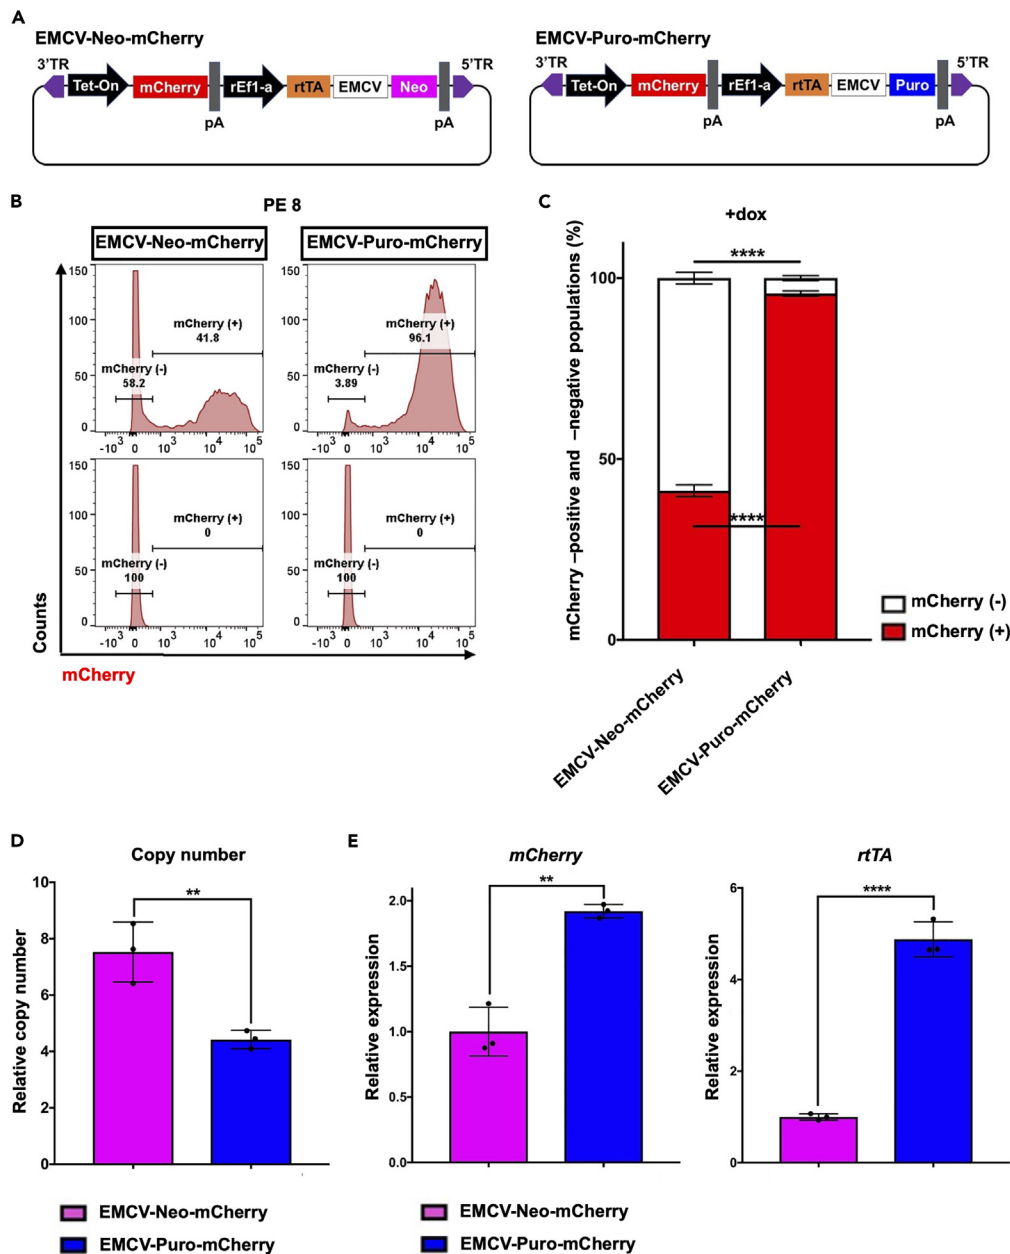 A
EMCV-Neo-mCherry
3’TR
5’TR
Tet-On
mCherry
rEf1-a
rtTA
EMCV
Neo
pA
pA
EMCV-Puro-mCherry
3’TR
5’TR
Tet-On
mCherry
rEf1-a
rtTA
EMCV
Puro
pA
pA
B
PE 8
EMCV-Neo-mCherry
EMCV-Puro-mCherry
150
100
50
0
mCherry (+)
41.8
mCherry (-)
58.2
-10³ 0 10³ 10⁴ 10⁵
150
100
50
0
mCherry (+)
96.1
mCherry (-)
3.89
-10³ 0 10³ 10⁴ 10⁵
150
100
50
0
mCherry (+)
0
mCherry (-)
100
-10³ 0 10³ 10⁴ 10⁵
150
100
50
0
mCherry (+)
0
mCherry (-)
100
-10³ 0 10³ 10⁴ 10⁵
Counts
mCherry
C
+dox
mCherry –positive and –negative populations (%)
100
50
0
****
****
EMCV-Neo-mCherry
EMCV-Puro-mCherry
mCherry (-)
mCherry (+)
D
Copy number
Relative copy number
10
8
6
4
2
0
**
EMCV-Neo-mCherry
EMCV-Puro-mCherry
E
mCherry
Relative expression
2.0
1.5
1.0
0.5
0.0
**
rtTA
Relative expression
6
4
2
0
****
EMCV-Neo-mCherry
EMCV-Puro-mCherry